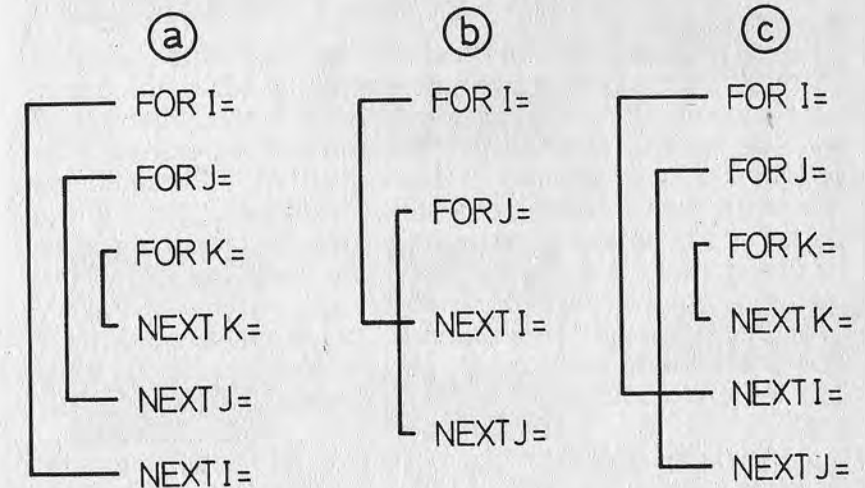 a
FOR I=
FOR J=
FOR K=
NEXT K=
NEXT J=
NEXT I=
b
FOR I=
FOR J=
NEXT I=
NEXT J=
c
FOR I=
FOR J=
FOR K=
NEXT K=
NEXT I=
NEXT J=